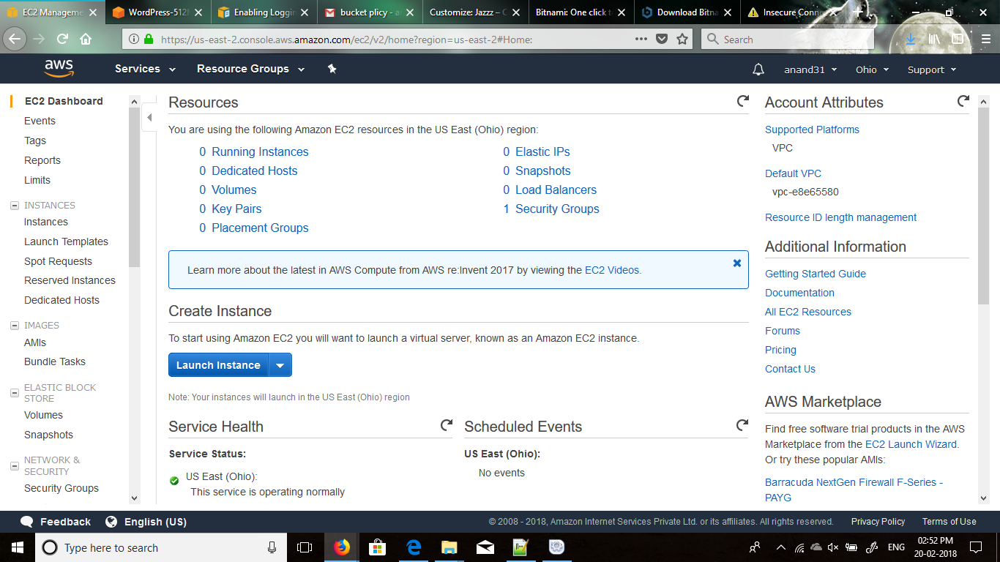 EC2 Manageme
WordPress-512M
Enabling Loggin
bucket plicy - a
Customize: Jazzz – C
Bitnami: One click t
Download Bitna
Insecure Conne
https://us-east-2.console.aws.amazon.com/ec2/v2/home?region=us-east-2#Home:
Search
aws
Services
Resource Groups
anand31
Ohio
Support
EC2 Dashboard
Events
Tags
Reports
Limits
INSTANCES
Instances
Launch Templates
Spot Requests
Reserved Instances
Dedicated Hosts
IMAGES
AMIs
Bundle Tasks
ELASTIC BLOCK
STORE
Volumes
Snapshots
NETWORK &
SECURITY
Security Groups
Resources
You are using the following Amazon EC2 resources in the US East (Ohio) region:
0 Running Instances
0 Elastic IPs
0 Dedicated Hosts
0 Snapshots
0 Volumes
0 Load Balancers
0 Key Pairs
1 Security Groups
0 Placement Groups
Learn more about the latest in AWS Compute from AWS re:Invent 2017 by viewing the EC2 Videos.
Create Instance
To start using Amazon EC2 you will want to launch a virtual server, known as an Amazon EC2 instance.
Launch Instance
Note: Your instances will launch in the US East (Ohio) region
Service Health
Service Status:
US East (Ohio):
This service is operating normally
Scheduled Events
US East (Ohio):
No events
Account Attributes
Supported Platforms
VPC
Default VPC
vpc-e8e65580
Resource ID length management
Additional Information
Getting Started Guide
Documentation
All EC2 Resources
Forums
Pricing
Contact Us
AWS Marketplace
Find free software trial products in the AWS
Marketplace from the EC2 Launch Wizard.
Or try these popular AMIs:
Barracuda NextGen Firewall F-Series -
PAYG
Feedback
English (US)
© 2008 - 2018, Amazon Internet Services Private Ltd. or its affiliates. All rights reserved.
Privacy Policy
Terms of Use
Type here to search
ENG
02:52 PM
20-02-2018